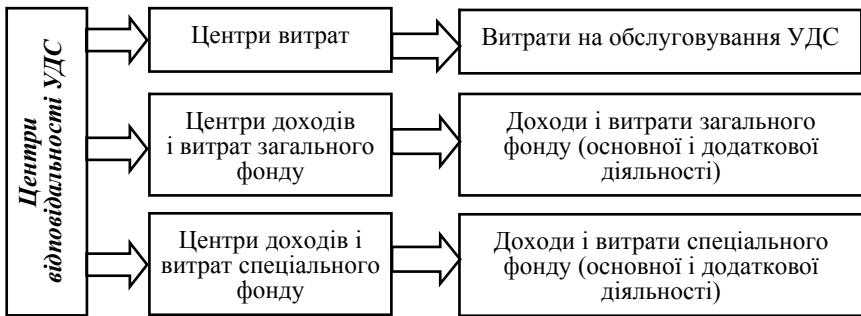 Центри
відповідальності УДС
Центри витрат
Витрати на обслуговування УДС
Центри доходів
і витрат загального
фонду
Доходи і витрати загального
фонду (основної і додаткової
діяльності)
Центри доходів і
витрат спеціального
фонду
Доходи і витрати спеціального
фонду (основної і додаткової
діяльності)